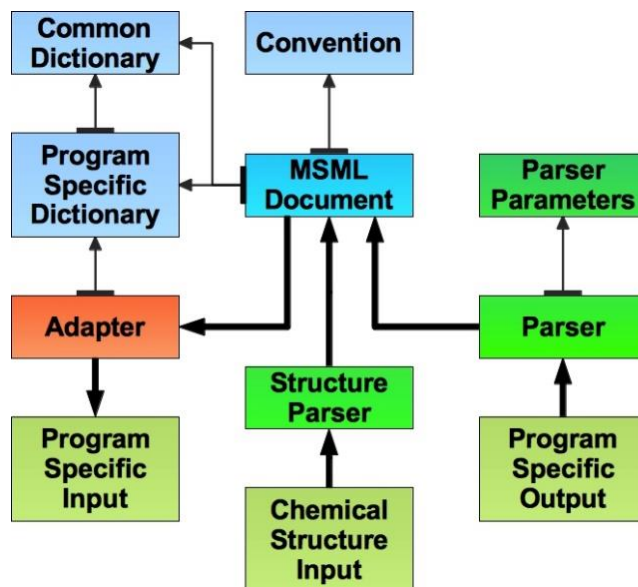 Common
Dictionary
Convention
Program
Specific
Dictionary
MSML
Document
Parser
Parameters
Adapter
Parser
Structure
Parser
Program
Specific
Input
Chemical
Structure
Input
Program
Specific
Output